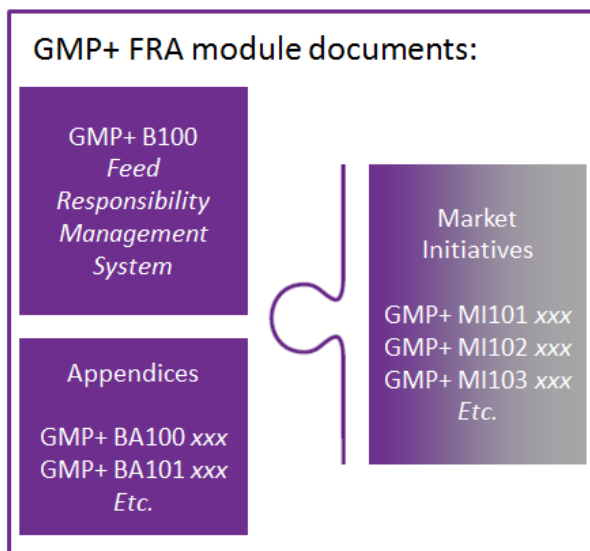 GMP+ FRA module documents:
GMP+ B100
Feed
Responsibility
Management
System
Appendices
GMP+ BA100 xxx
GMP+ BA101 xxx
Etc.
Market
Initiatives
GMP+ MI101 xxx
GMP+ MI102 xxx
GMP+ MI103 xxx
Etc.